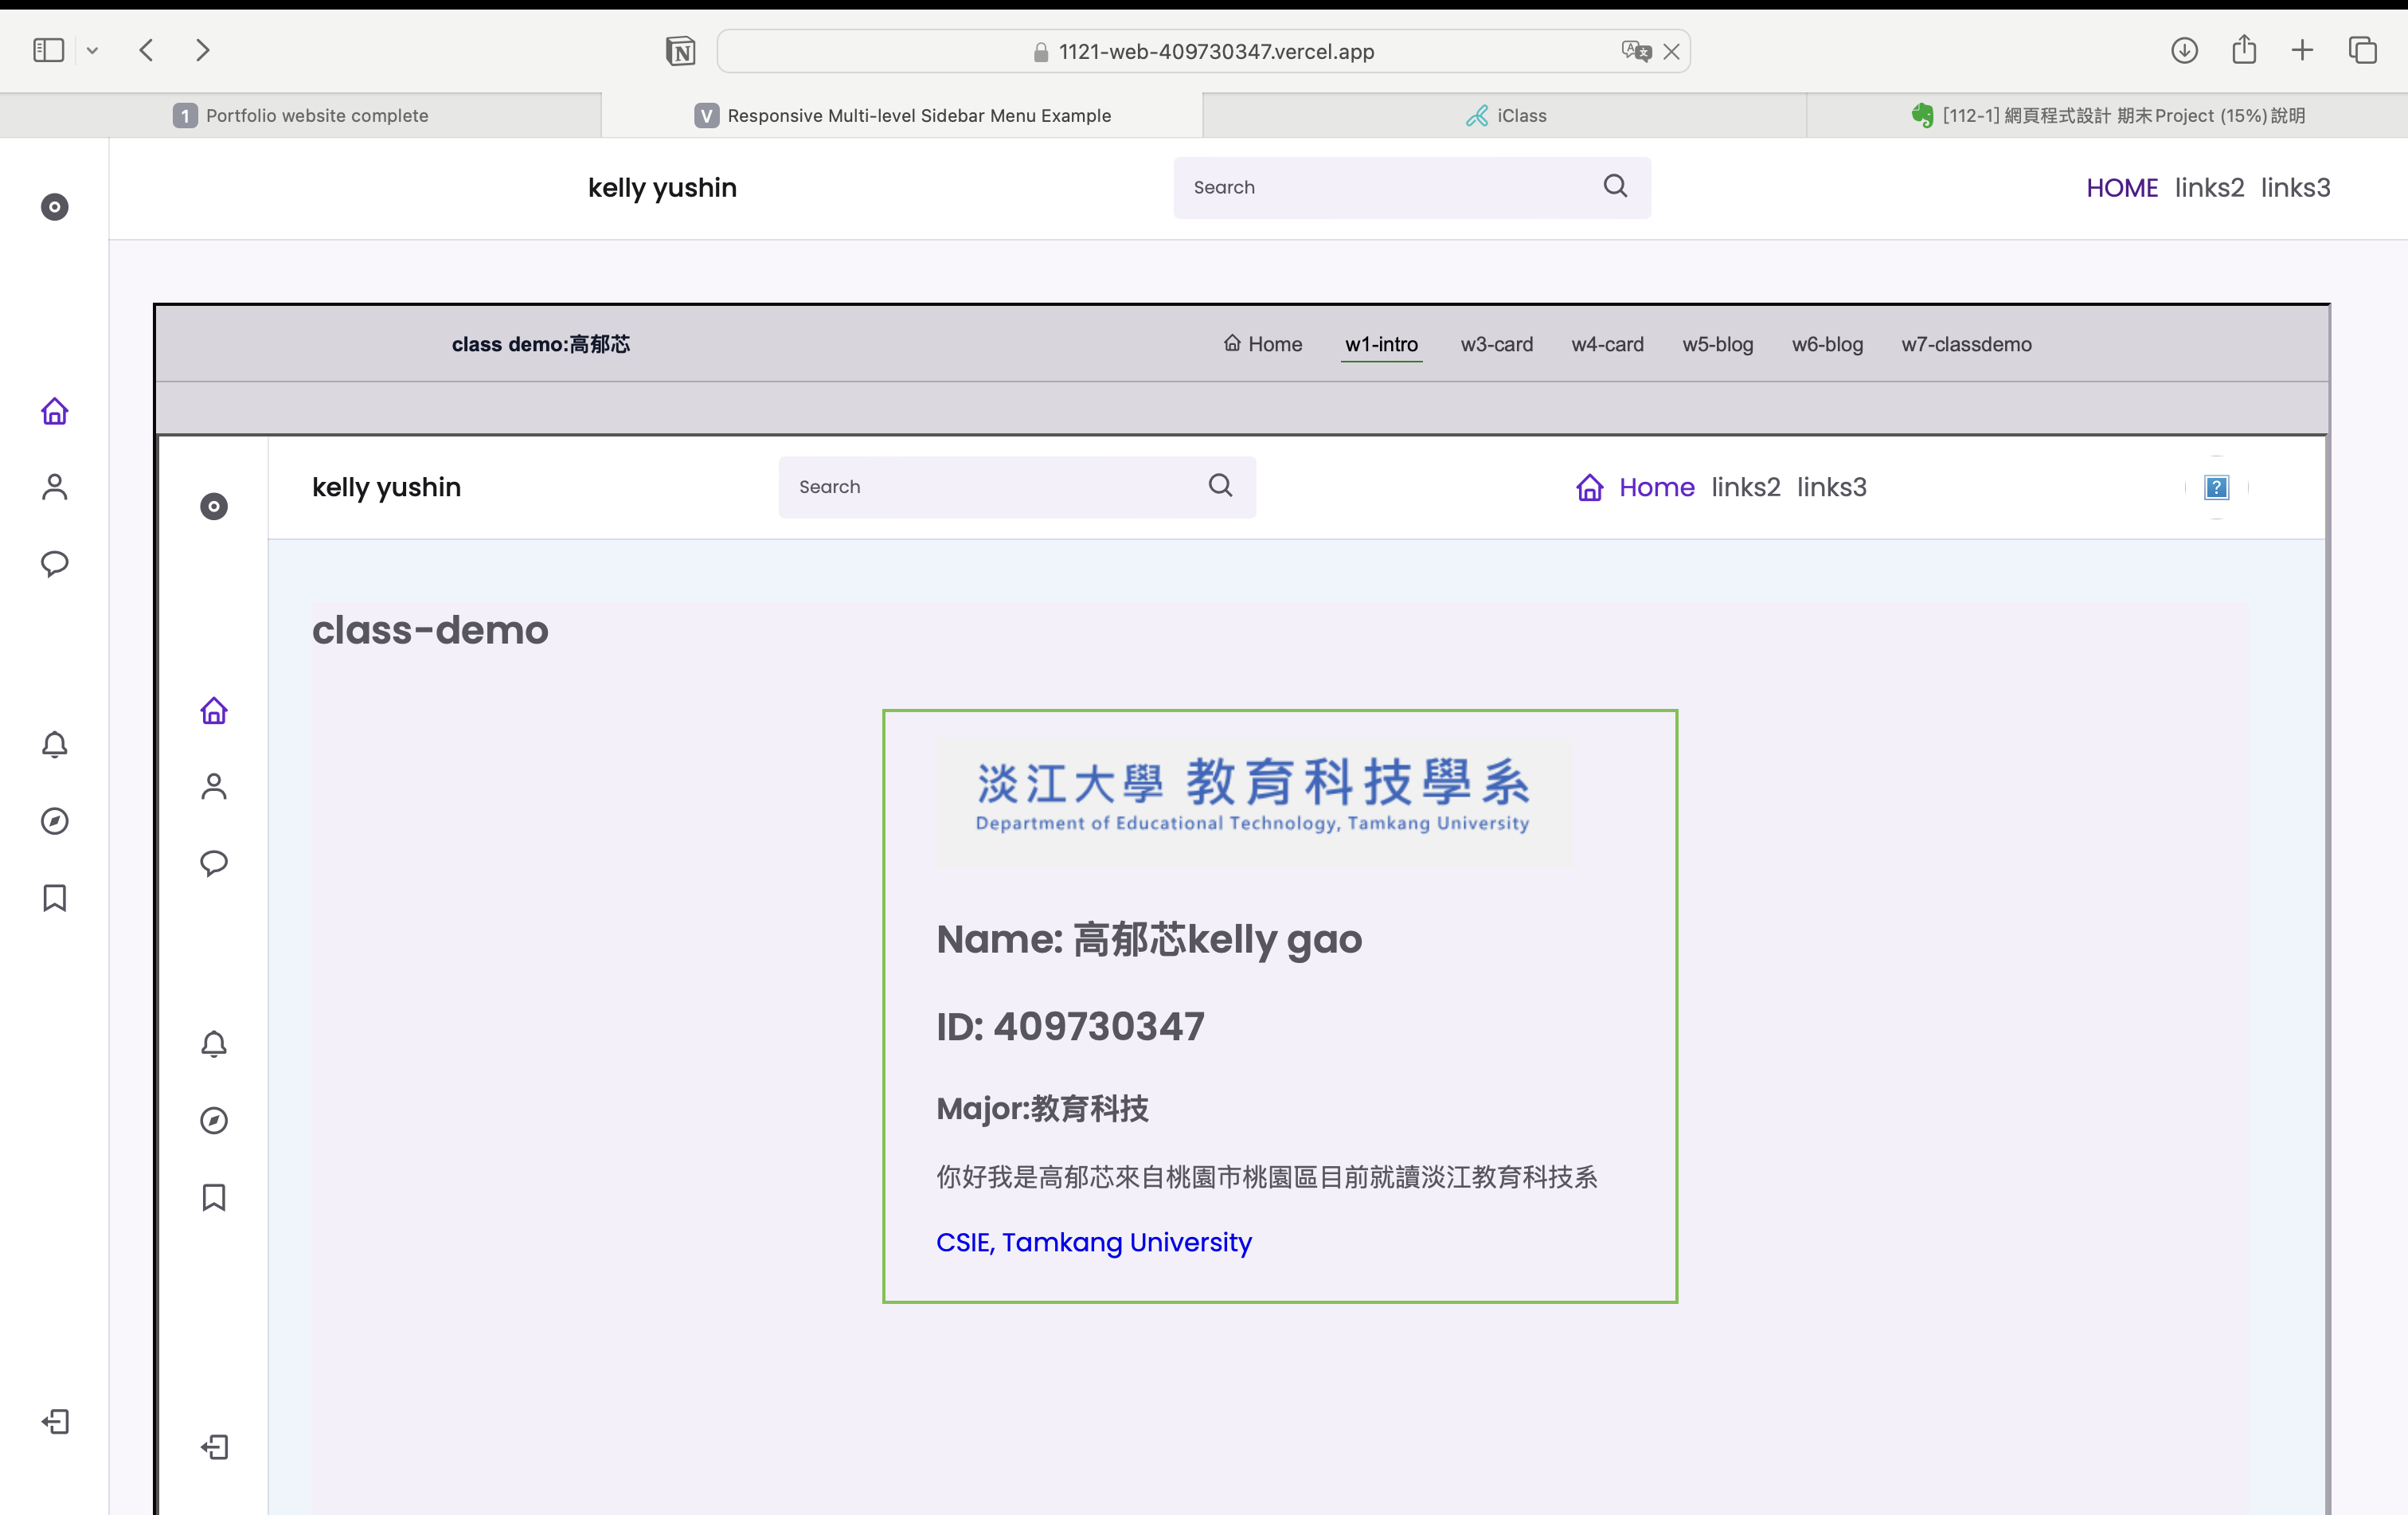 1121-web-409730347.vercel.app
1 Portfolio website complete
V Responsive Multi-level Sidebar Menu Example
iClass
[112-1] 網頁程式設計 期末Project (15%)說明
kelly yushin
Search
HOME links2 links3
class demo:高郁芯
Home w1-intro w3-card w4-card w5-blog w6-blog w7-classdemo
kelly yushin
Search
Home links2 links3
?
class-demo
淡江大學 教育科技學系
Department of Educational Technology, Tamkang University
Name: 高郁芯kelly gao
ID: 409730347
Major:教育科技
你好我是高郁芯來自桃園市桃園區目前就讀淡江教育科技系
CSIE, Tamkang University